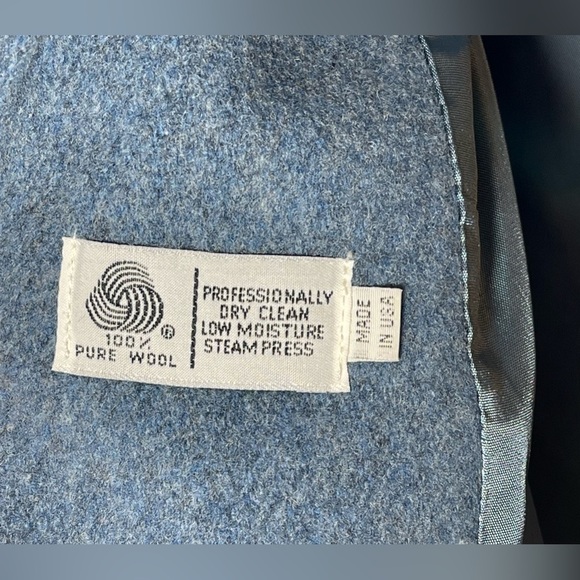 100% ®
PURE WOOL
PROFESSIONALLY
DRY CLEAN
LOW MOISTURE
STEAM PRESS
MADE
IN USA